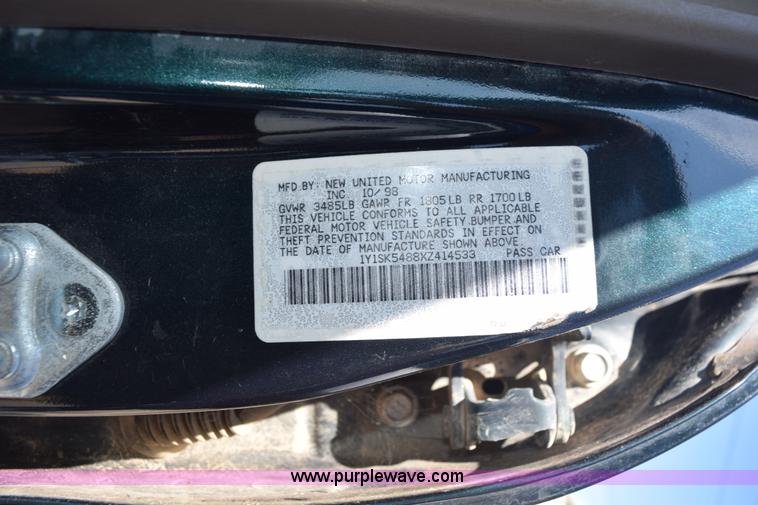 MFD BY: NEW UNITED MOTOR MANUFACTURING
INC. 10/98
GVWR 3485LB GAWR FR 1805LB RR 1700LB
THIS VEHICLE CONFORMS TO ALL APPLICABLE
FEDERAL MOTOR VEHICLE SAFETY, BUMPER, AND
THEFT PREVENTION STANDARDS IN EFFECT ON
THE DATE OF MANUFACTURE SHOWN ABOVE
1Y1SK5488XZ414533 PASS CAR
www.purplewave.com